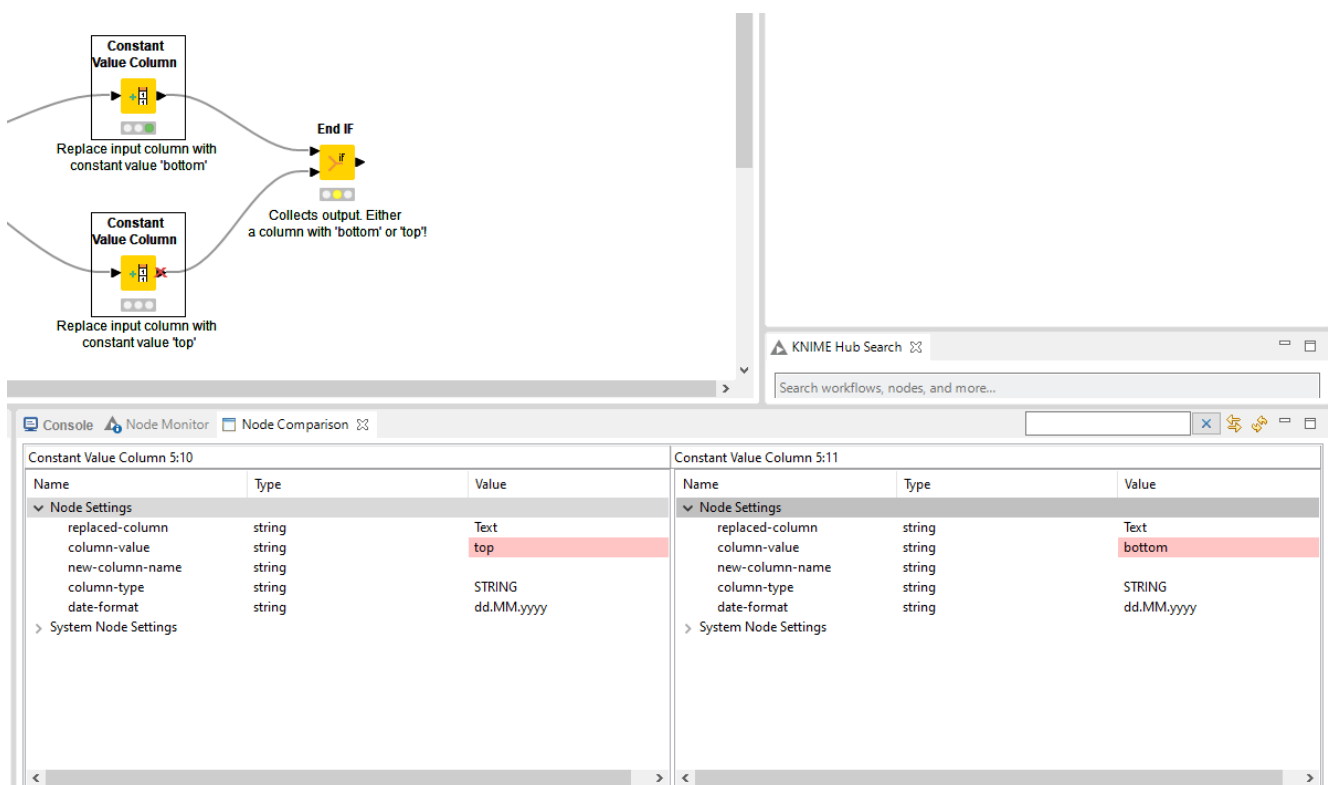 Constant
Value Column
Replace input column with
constant value 'bottom'
End IF
if
Collects output. Either
a column with 'bottom' or 'top'!
Constant
Value Column
Replace input column with
constant value 'top'
KNIME Hub Search
Search workflows, nodes, and more...
Console Node Monitor Node Comparison
Constant Value Column 5:10
Name Type Value
Node Settings
replaced-column string Text
column-value string top
new-column-name string
column-type string STRING
date-format string dd.MM.yyyy
System Node Settings
Constant Value Column 5:11
Name Type Value
Node Settings
replaced-column string Text
column-value string bottom
new-column-name string
column-type string STRING
date-format string dd.MM.yyyy
System Node Settings